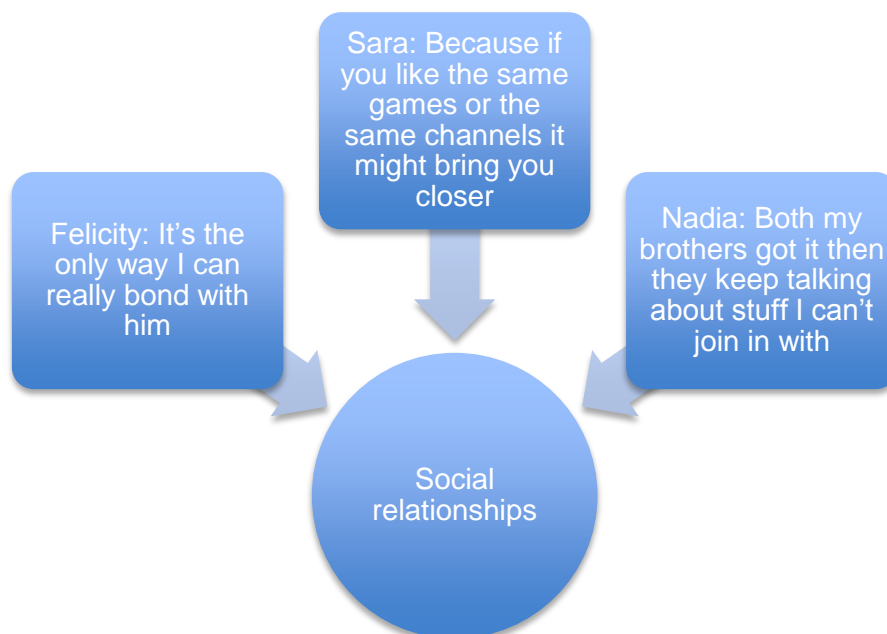 Sara: Because if
you like the same
games or the
same channels it
might bring you
closer
Felicity: It’s the
only way I can
really bond with
him
Nadia: Both my
brothers got it then
they keep talking
about stuff I can’t
join in with
Social
relationships